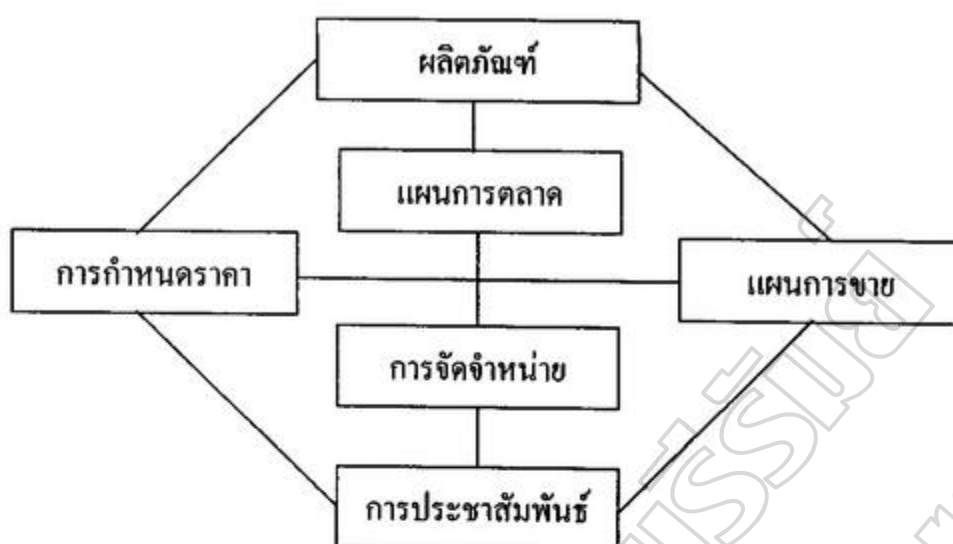 ผลิตภัณฑ์
แผนการตลาด
การกำหนดราคา
แผนการขาย
การจัดจำหน่าย
การประชาสัมพันธ์